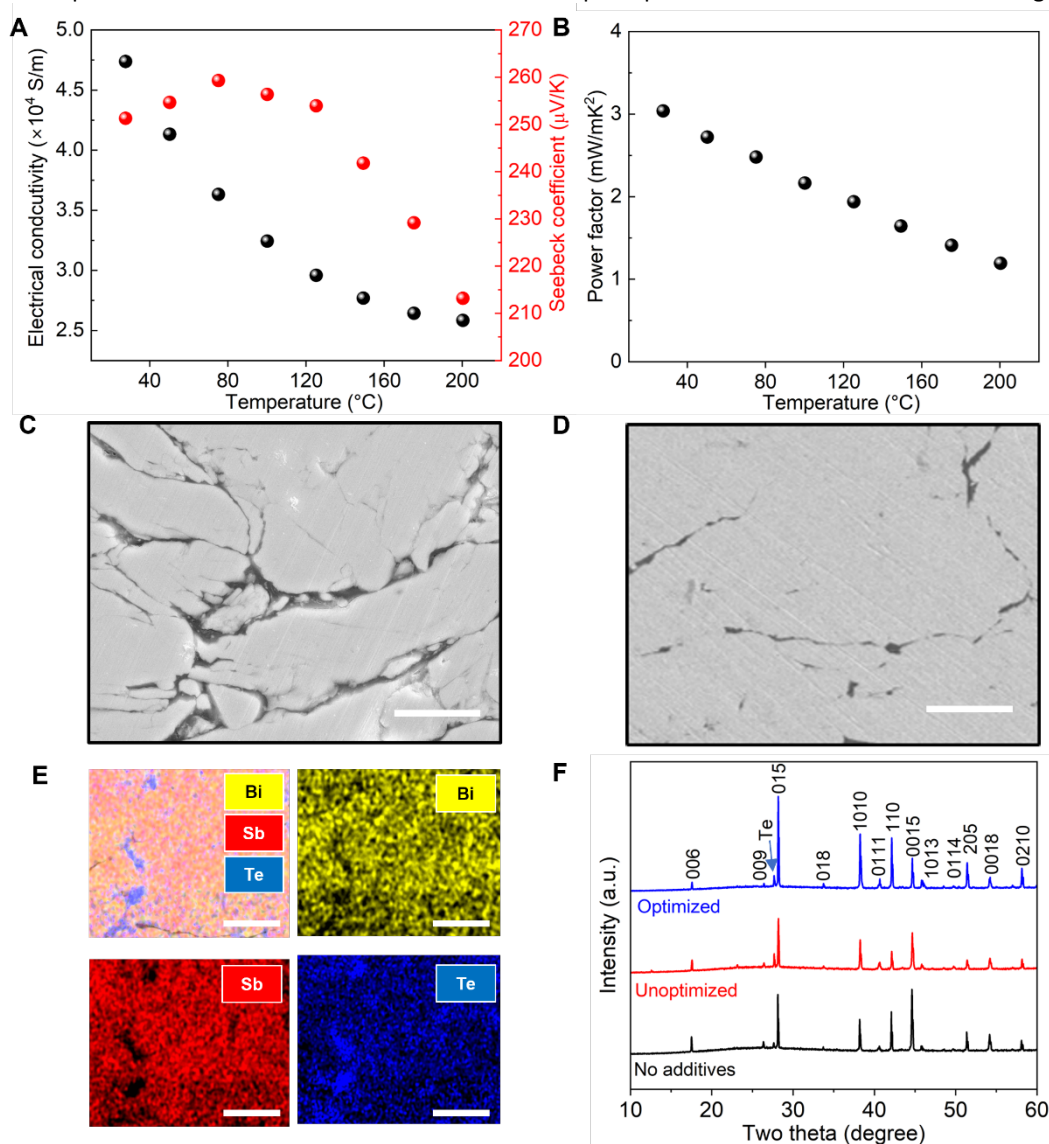 A
5.0
4.5
4.0
3.5
3.0
2.5
Electrical condcutivity (×10⁴ S/m)
270
260
250
240
230
220
210
200
Seebeck coefficient (μV/K)
40 80 120 160 200
Temperature (°C)
B
4
3
2
1
0
Power factor (mW/mK²)
40 80 120 160 200
Temperature (°C)
C
D
E
Bi
Sb
Te
Bi
Sb
Te
F
Intensity (a.u.)
006
009
Te
015
018
1010
0111
110
0015
1013
0114
205
0018
0210
Optimized
Unoptimized
No additives
10 20 30 40 50 60
Two theta (degree)